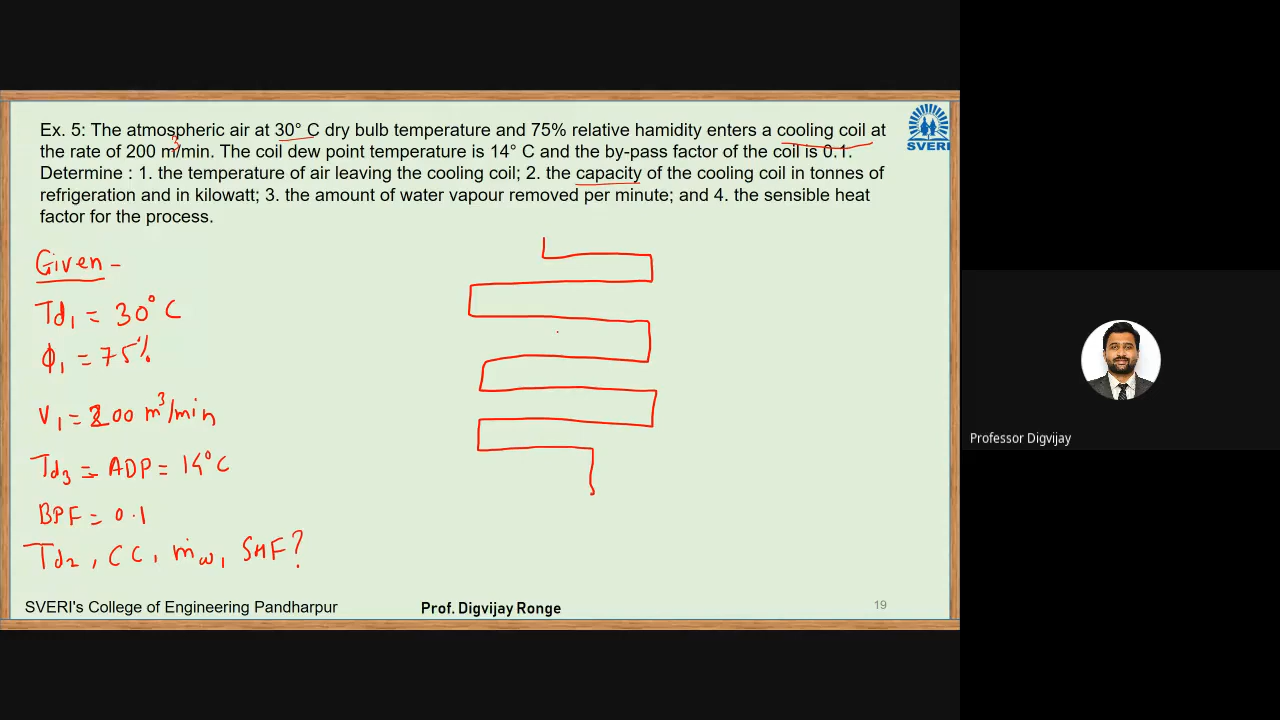 Ex. 5: The atmospheric air at 30° C dry bulb temperature and 75% relative hamidity enters a cooling coil at
the rate of 200 m³/min. The coil dew point temperature is 14° C and the by-pass factor of the coil is 0.1.
Determine : 1. the temperature of air leaving the cooling coil; 2. the capacity of the cooling coil in tonnes of
refrigeration and in kilowatt; 3. the amount of water vapour removed per minute; and 4. the sensible heat
factor for the process.
SVERI
Given -
Td₁ = 30° C
ϕ₁ = 75%
V₁ = 200 m³/min
Td₃ = ADP = 14° C
BPF = 0.1
Td₂, CC, ṁω, SHF?
SVERI's College of Engineering Pandharpur
Prof. Digvijay Ronge
19
Professor Digvijay